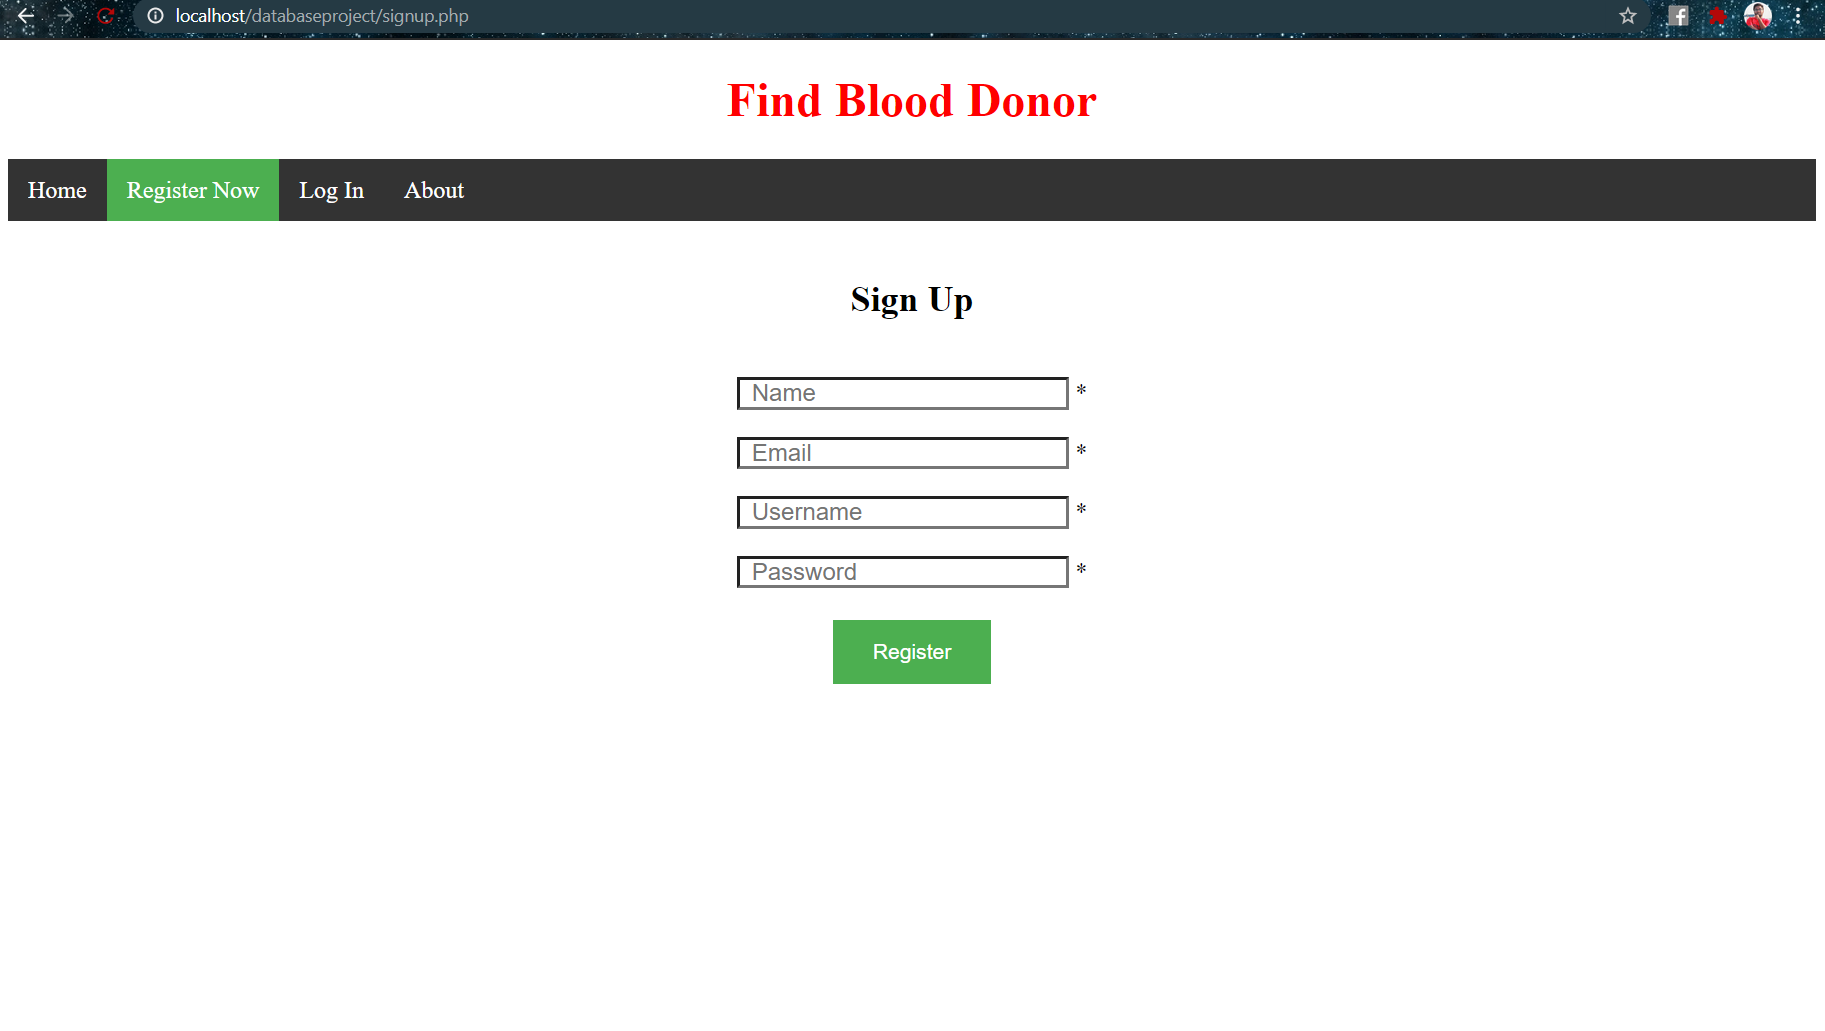 localhost/databaseproject/signup.php
Find Blood Donor
Home Register Now Log In About
Sign Up
Name *
Email *
Username *
Password *
Register